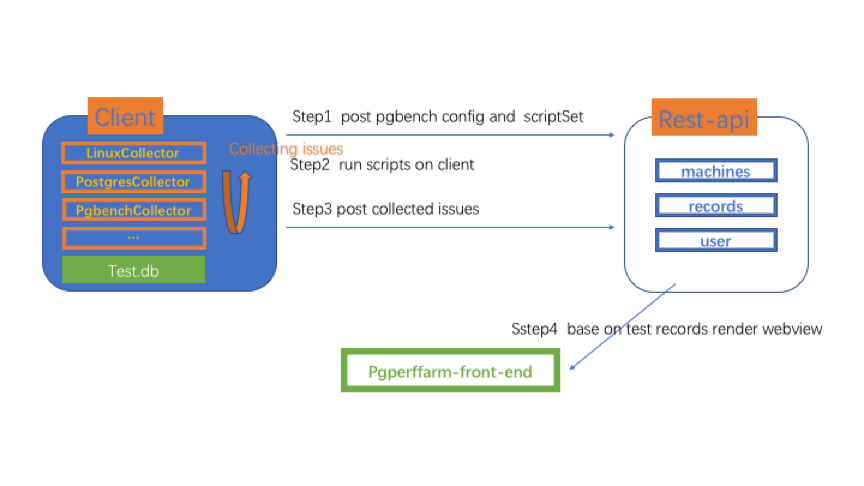 Client
LinuxCollector
PostgresCollector
PgbenchCollector
...
Test.db
Collecting issues
Step1 post pgbench config and scriptSet
Step2 run scripts on client
Step3 post collected issues
Rest-api
machines
records
user
Sstep4 base on test records render webview
Pgperffarm-front-end